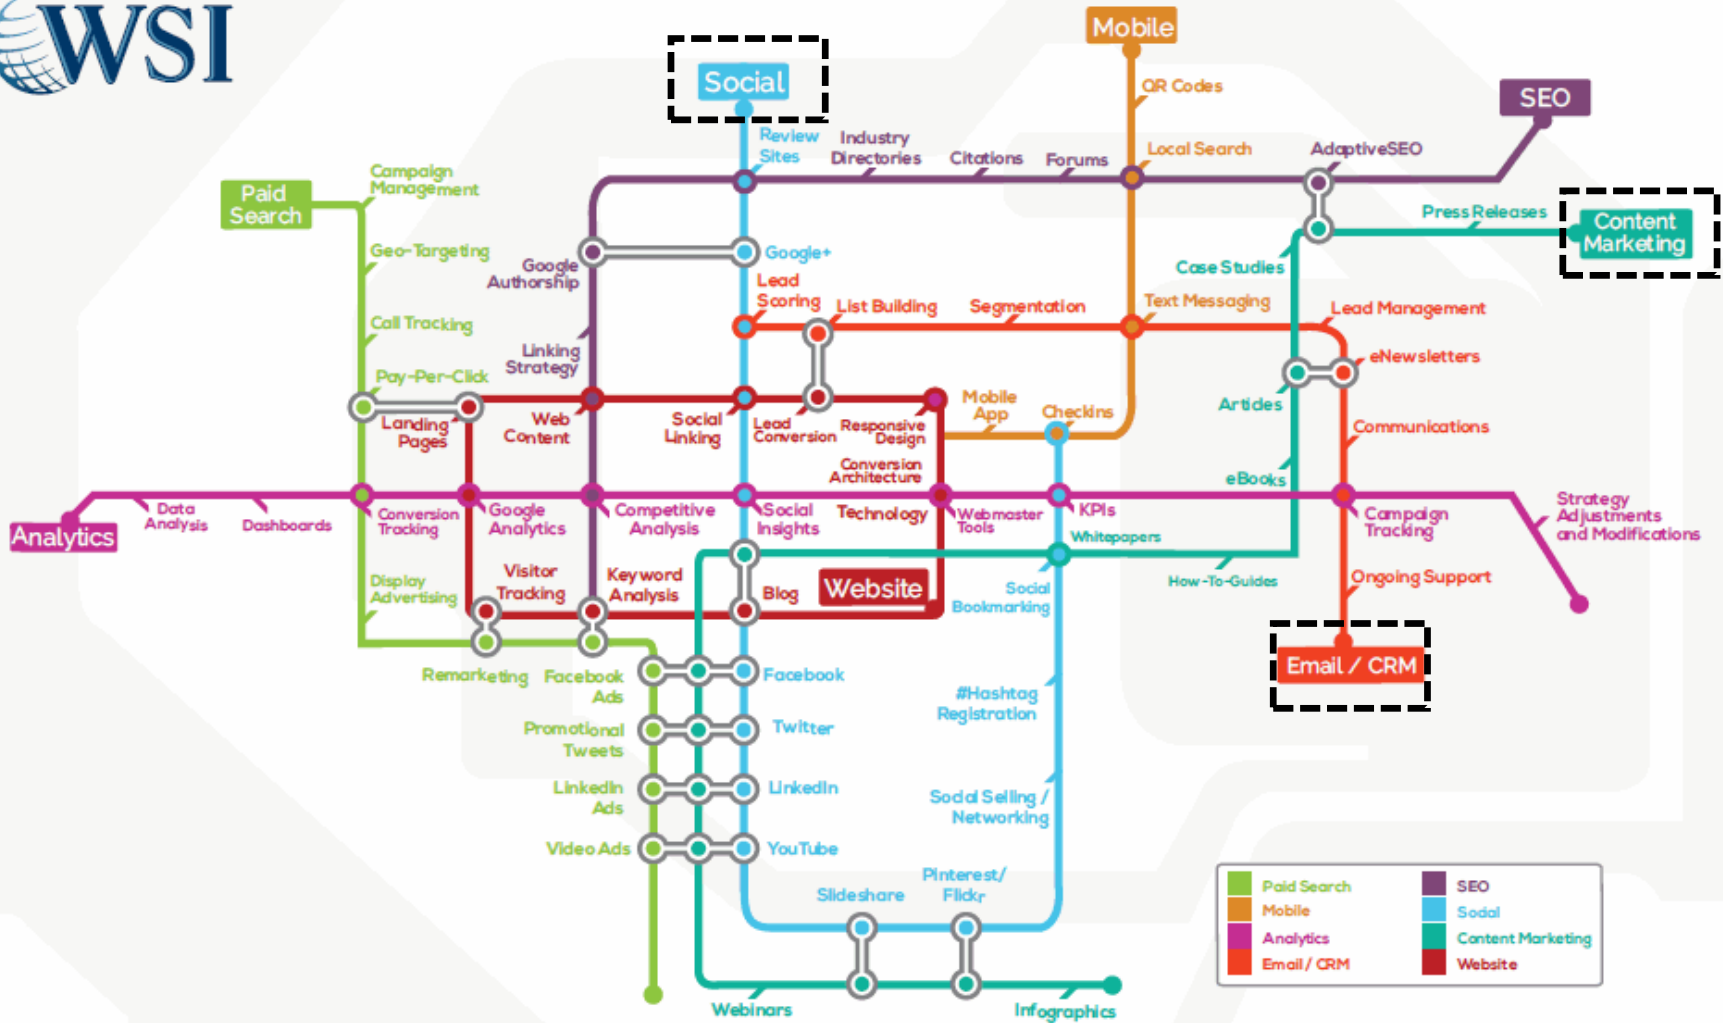 WSI
Mobile
Social
SEO
QR Codes
Review
Sites
Industry
Directories
Citations
Forums
Local Search
AdaptiveSEO
Campaign
Management
Paid
Search
Press Releases
Content
Marketing
Geo-Targeting
Google
Authorship
Google+
Case Studies
Lead
Scoring
List Building
Segmentation
Text Messaging
Lead Management
Call Tracking
Linking
Strategy
eNewsletters
Pay-Per-Click
Landing
Pages
Web
Content
Social
Linking
Lead
Conversion
Responsive
Design
Mobile
App
Checkins
Articles
Communications
Conversion
Architecture
eBooks
Analytics
Data
Analysis
Dashboards
Conversion
Tracking
Google
Analytics
Competitive
Analysis
Social
Insights
Technology
Webmaster
Tools
KPIs
Campaign
Tracking
Strategy
Adjustments
and Modifications
Whitepapers
How-To-Guides
Display
Advertising
Visitor
Tracking
Keyword
Analysis
Blog
Website
Social
Bookmarking
Ongoing Support
Email / CRM
Remarketing
Facebook
Ads
Facebook
#Hashtag
Registration
Promotional
Tweets
Twitter
LinkedIn
Ads
LinkedIn
Social Selling /
Networking
Video Ads
YouTube
Slideshare
Pinterest/
Flickr
Webinars
Infographics
Paid Search
SEO
Mobile
Social
Analytics
Content Marketing
Email / CRM
Website